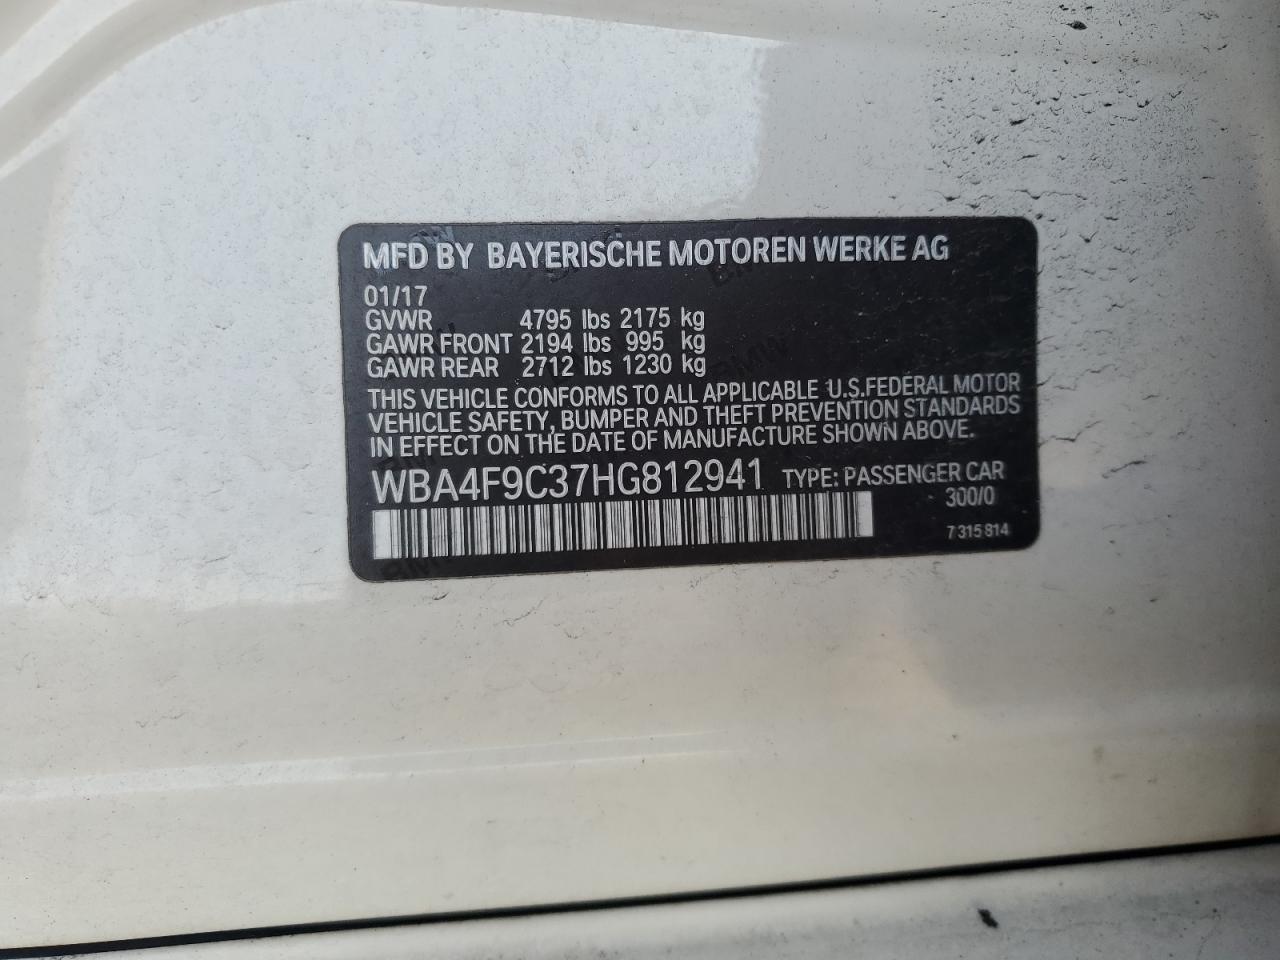 MFD BY BAYERISCHE MOTOREN WERKE AG
01/17
GVWR 4795 lbs 2175 kg
GAWR FRONT 2194 lbs 995 kg
GAWR REAR 2712 lbs 1230 kg
THIS VEHICLE CONFORMS TO ALL APPLICABLE U.S.FEDERAL MOTOR
VEHICLE SAFETY, BUMPER AND THEFT PREVENTION STANDARDS
IN EFFECT ON THE DATE OF MANUFACTURE SHOWN ABOVE.
WBA4F9C37HG812941 TYPE: PASSENGER CAR
300/0
7 315 814